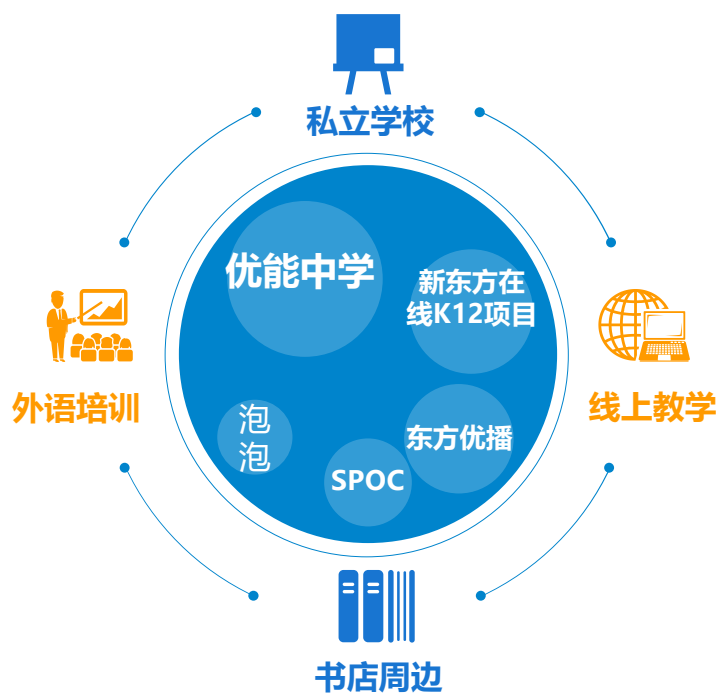 私立学校
优能中学
新东方在
线K12项目
外语培训
线上教学
泡
泡
东方优播
SPOC
书店周边